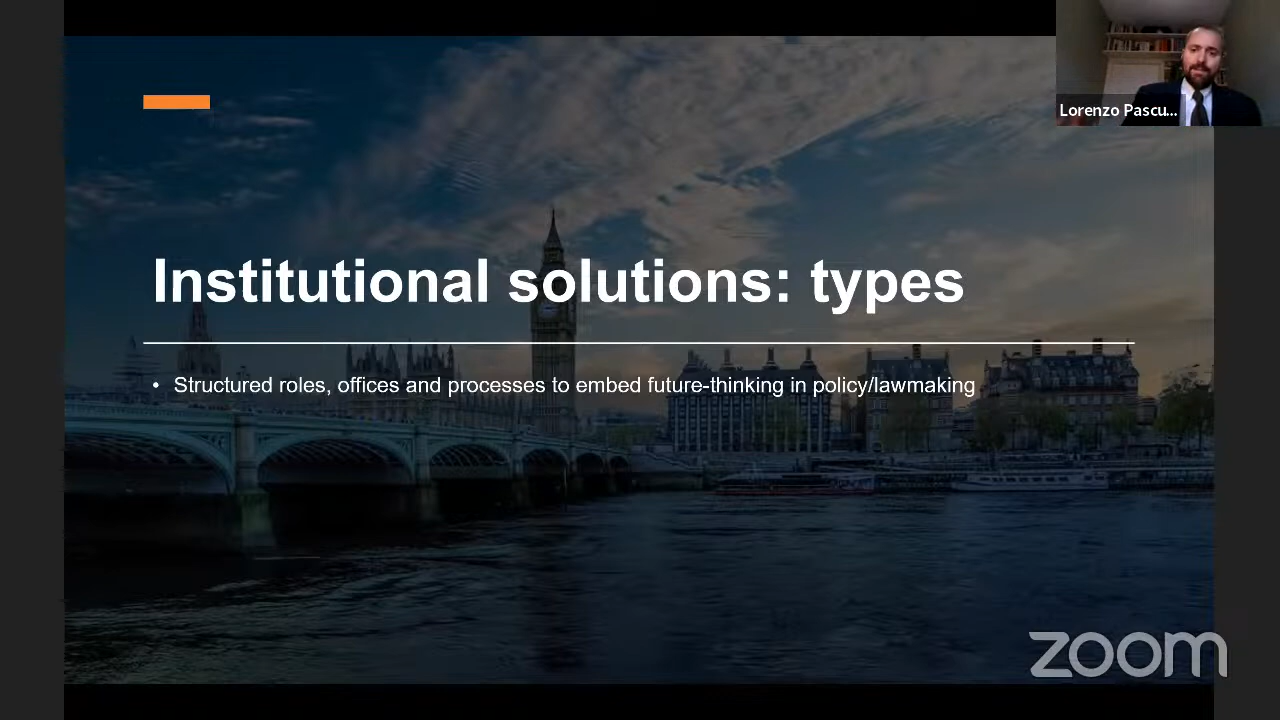 Lorenzo Pascu...
Institutional solutions: types
• Structured roles, offices and processes to embed future-thinking in policy/lawmaking
zoom